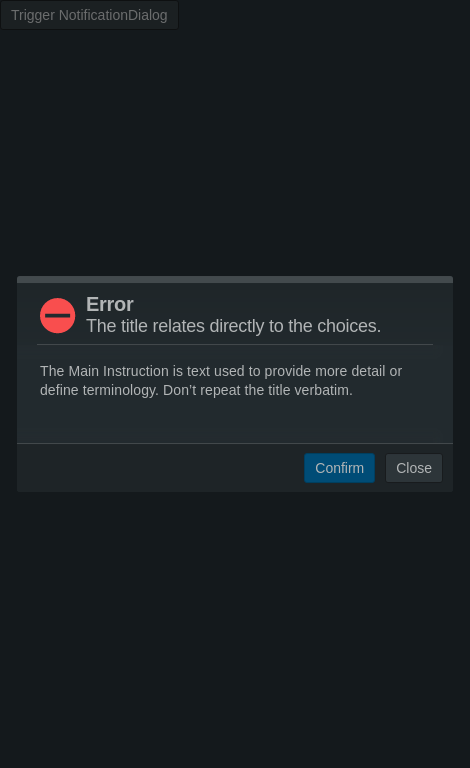 Trigger NotificationDialog
Error
The title relates directly to the choices.
The Main Instruction is text used to provide more detail or
define terminology. Don’t repeat the title verbatim.
Confirm Close